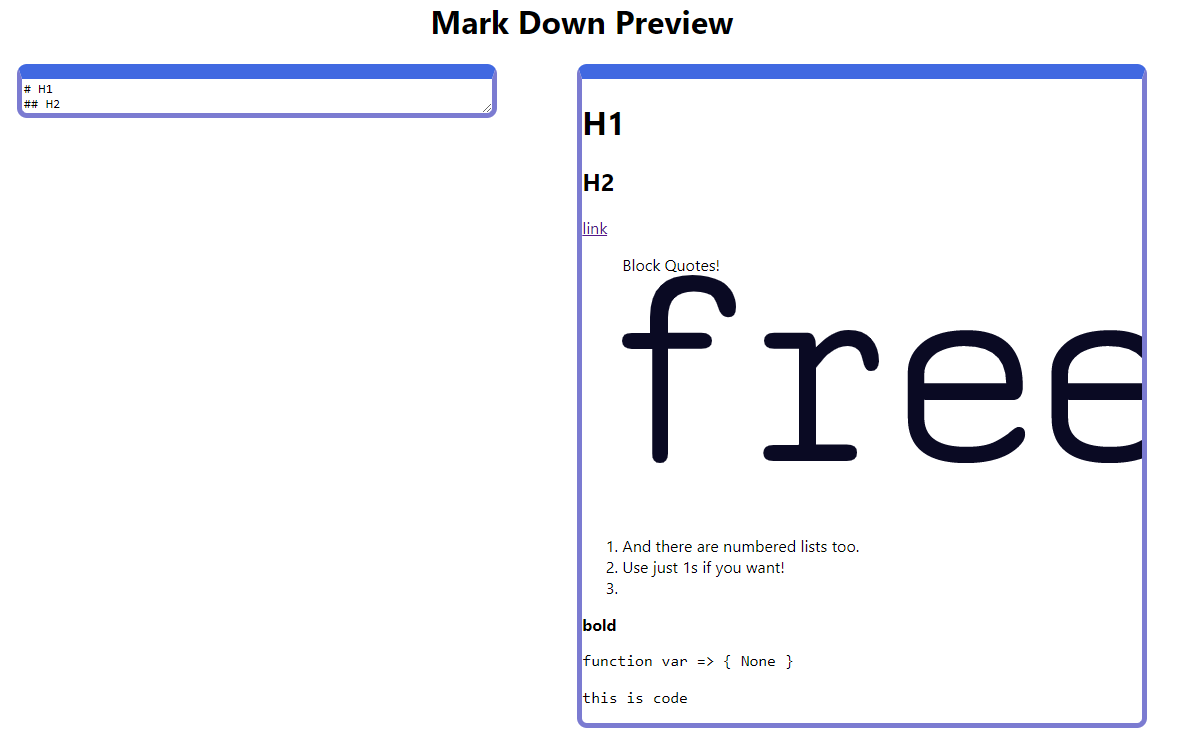 Mark Down Preview
# H1
## H2
H1
H2
link
Block Quotes!
free
1. And there are numbered lists too.
2. Use just 1s if you want!
3.
bold
function var => { None }
this is code